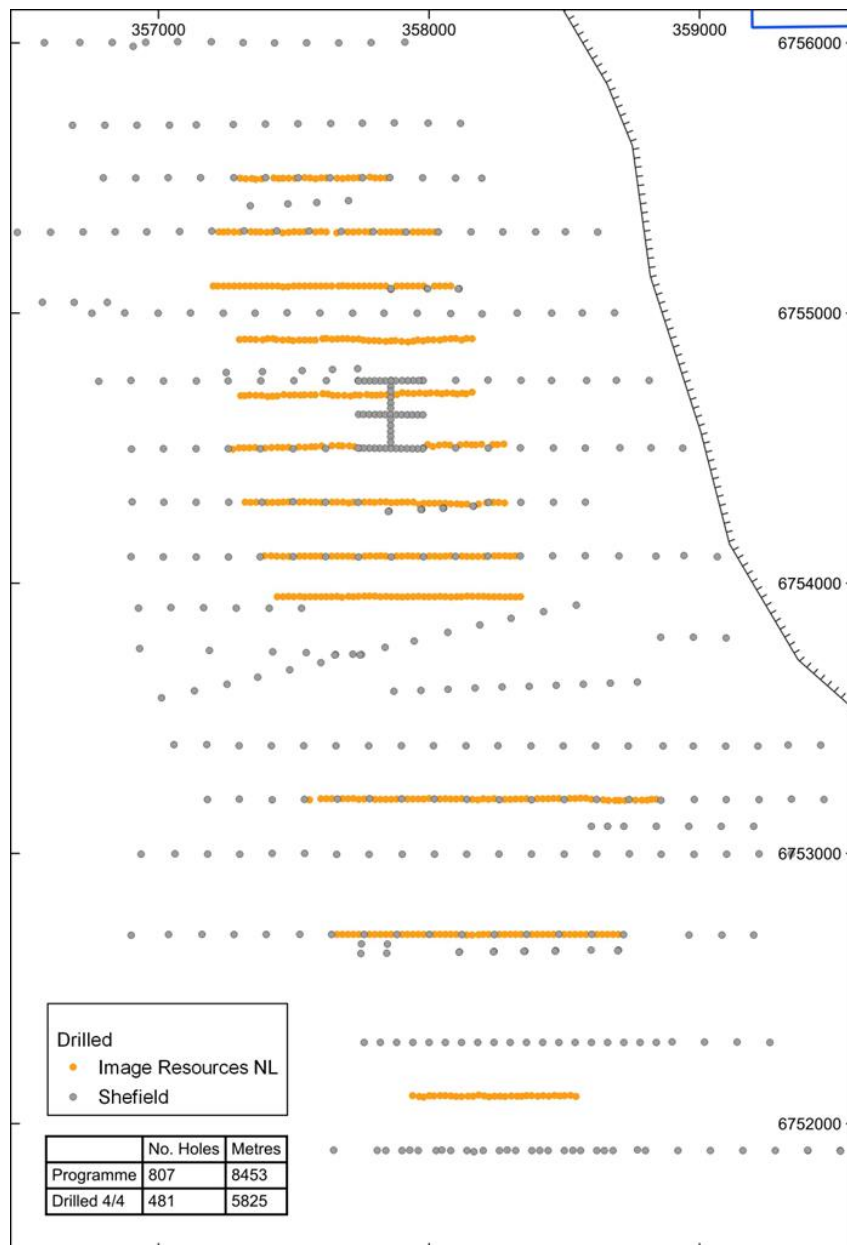 357000 358000 359000
6756000
6755000
6754000
6753000
6752000
Drilled
Image Resources NL
Shefield
No. Holes Metres
Programme 807 8453
Drilled 4/4 481 5825